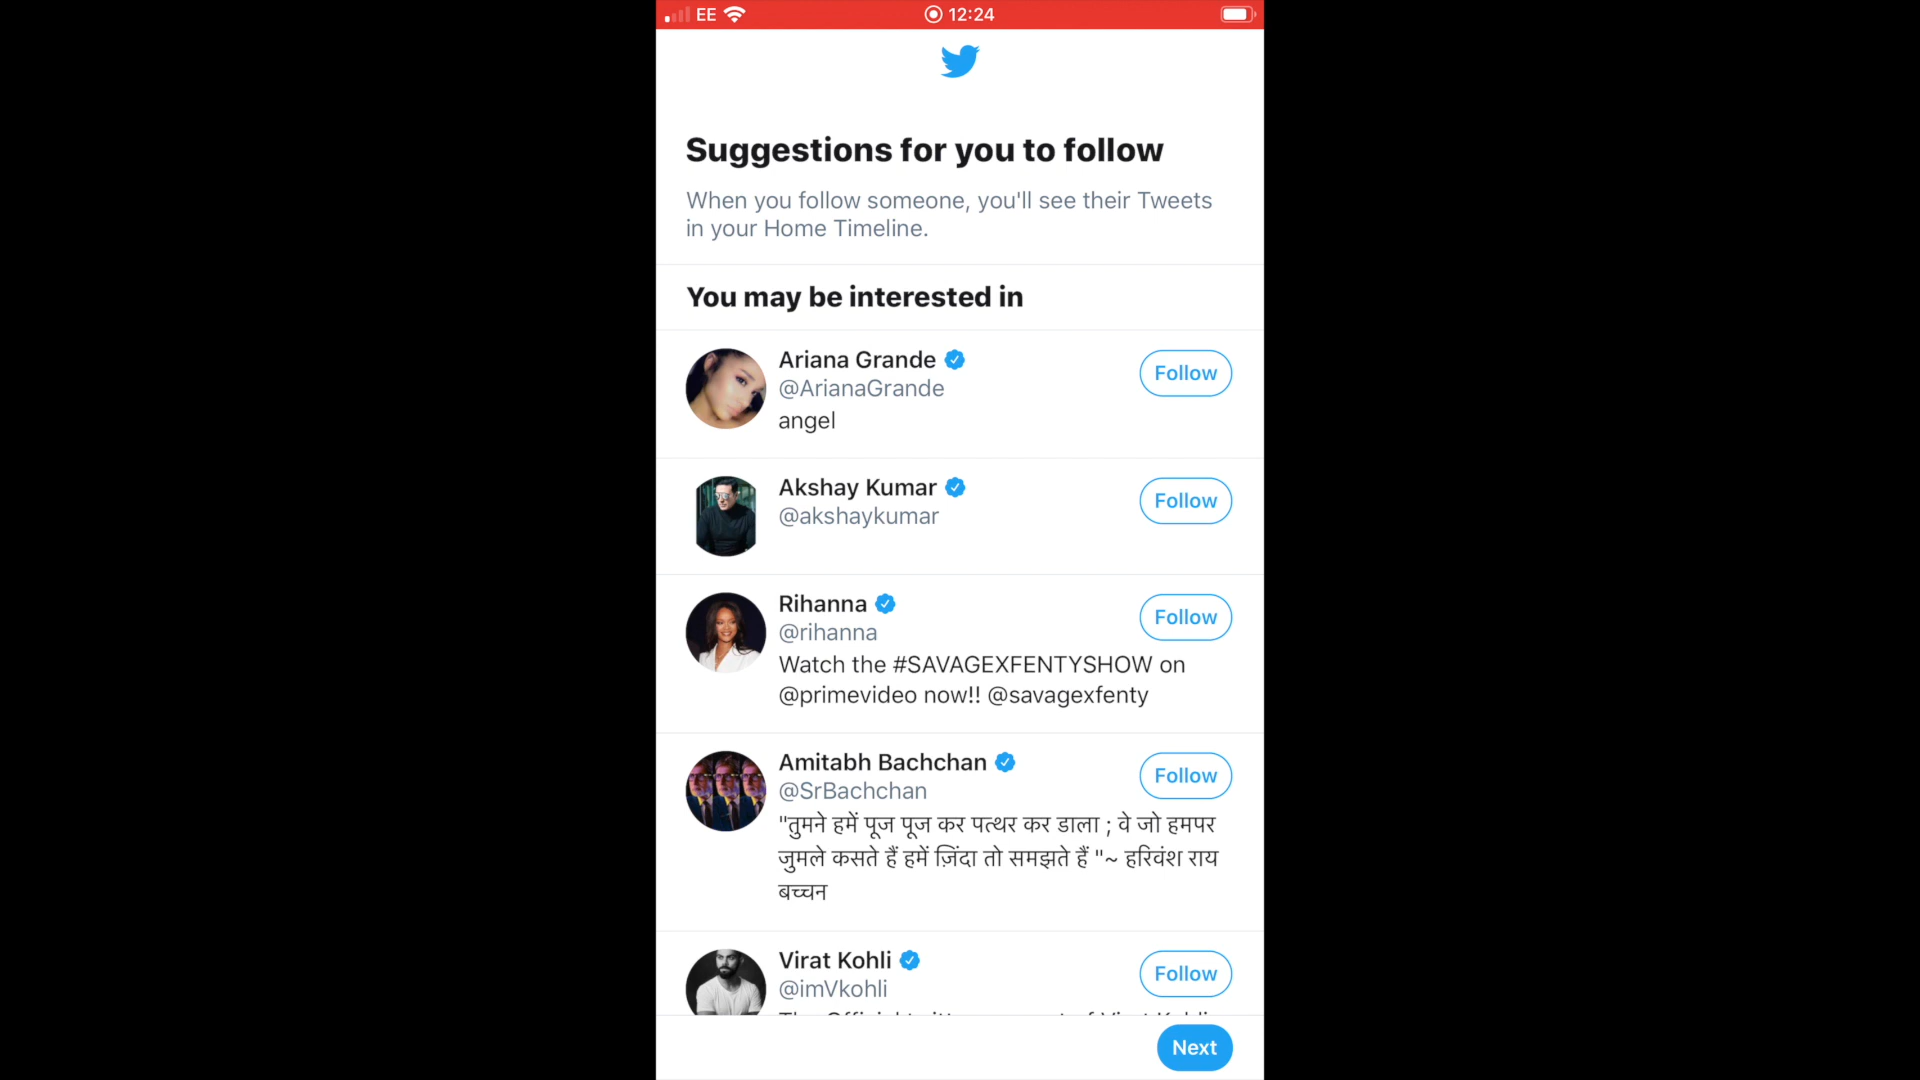 EE 12:24
Suggestions for you to follow
When you follow someone, you'll see their Tweets
in your Home Timeline.
You may be interested in
Ariana Grande
@ArianaGrande
Follow
angel
Akshay Kumar
@akshaykumar
Follow
Rihanna
@rihanna
Follow
Watch the #SAVAGEXFENTYSHOW on
@primevideo now!! @savagexfenty
Amitabh Bachchan
@SrBachchan
Follow
"तुमने हमें पूज पूज कर पत्थर कर डाला ; वे जो हमपर
जुमले कसते हैं हमें ज़िंदा तो समझते हैं "~ हरिवंश राय
बच्चन
Virat Kohli
@imVkohli
Follow
Next